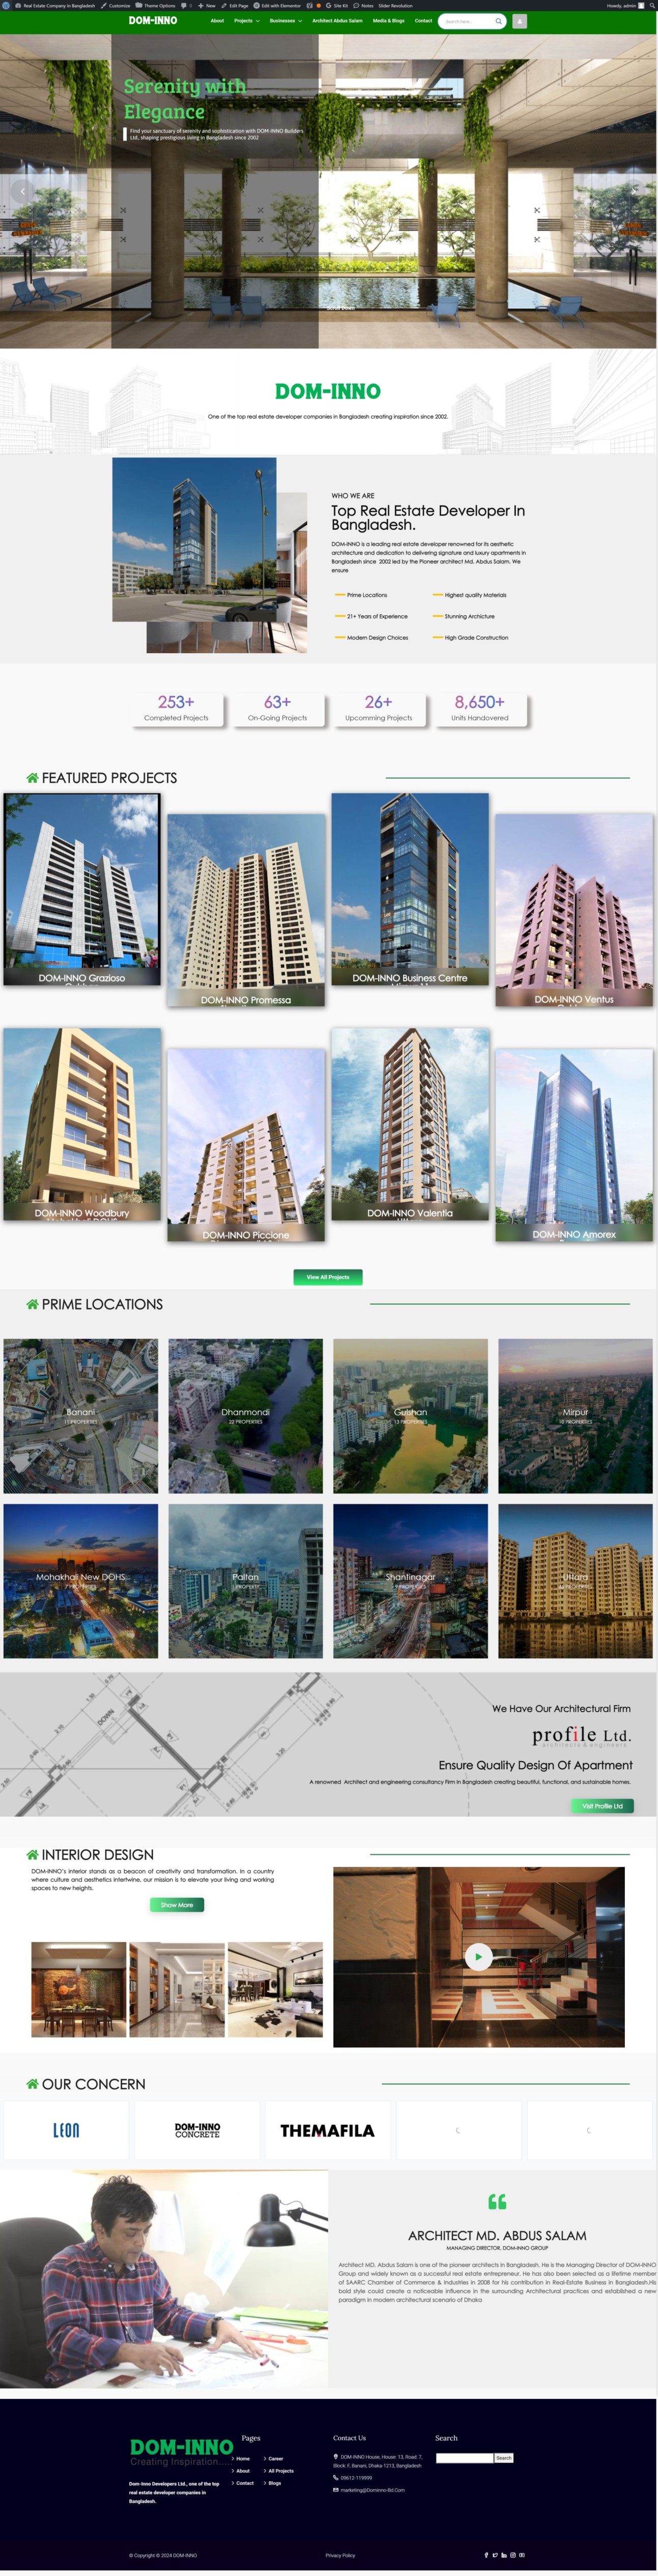 Real Estate Company in Bangladesh Customize Theme Options 0 New Edit Page Edit with Elementor Site Kit Notes Slider Revolution Howdy, admin
DOM-INNO About Projects Businesses Architect Abdus Salam Media & Blogs Contact Search here...
Serenity with
Elegance
Find your sanctuary of serenity and sophistication with DOM-INNO Builders
Ltd, shaping prestigious living in Bangladesh since 2002
Scroll Down
DOM-INNO
One of the top real estate developer companies in Bangladesh creating inspiration since 2002.
WHO WE ARE
Top Real Estate Developer In
Bangladesh.
DOM-INNO is a leading real estate developer renowned for its aesthetic
architecture and dedication to delivering signature and luxury apartments in
Bangladesh since 2002 led by the Pioneer architect Md. Abdus Salam. We
ensure
Prime Locations Highest quality Materials
21+ Years of Experience Stunning Archicture
Modern Design Choices High Grade Construction
253+ 63+ 26+ 8,650+
Completed Projects On-Going Projects Upcomming Projects Units Handovered
FEATURED PROJECTS
DOM-INNO Grazioso
DOM-INNO Promessa
DOM-INNO Business Centre
DOM-INNO Ventus
DOM-INNO Woodbury
DOM-INNO Piccione
DOM-INNO Valentia
DOM-INNO Amorex
View All Projects
PRIME LOCATIONS
Banani Dhanmondi Gulshan Mirpur
PROPERTIES 22 PROPERTIES 13 PROPERTIES 10 PROPERTIES
Mohakhali New DOHS Paltan Shantinagar Uttara
PROPERTIES PROPERTY PROPERTIES PROPERTIES
DOWN
We Have Our Architectural Firm
profile Ltd.
architects & engineers
Ensure Quality Design Of Apartment
A renowned Architect and engineering consultancy Firm in Bangladesh creating beautiful, functional, and sustainable homes.
Visit Profile Ltd
INTERIOR DESIGN
DOM-INNO's interior stands as a beacon of creativity and transformation. In a country
where culture and aesthetics intertwine, our mission is to elevate your living and working
spaces to new heights.
Show More
OUR CONCERN
LEON
DOM-INNO
CONCRETE
THEMAFILA
ARCHITECT MD. ABDUS SALAM
MANAGING DIRECTOR, DOM-INNO GROUP
Architect MD. Abdus Salam is one of the pioneer architects in Bangladesh, He is the Managing Director of DOM-INNO
Group and widely known as a successful real estate entrepreneur. He has also been selected as a lifetime member
of SAARC Chamber of Commerce & Industries in 2008 for his contribution in Real-Estate Business in Bangladesh.His
bold style could create a noticeable influence in the surrounding Architectural practices and established a new
paradigm in modern architectural scenario of Dhaka
DOM-INNO
Creating Inspiration......
Dom-Inno Developers Ltd., one of the top
real estate developer companies in
Bangladesh.
Pages
Home Career
About All Projects
Contact Blogs
Contact Us
DOM-INNO House, House: 13, Road: 7,
Block: F, Banani, Dhaka-1213, Bangladesh
09612-119999
marketing@Dominno-Bd.Com
Search
Search
© Copyright © 2024 DOM-INNO Privacy Policy